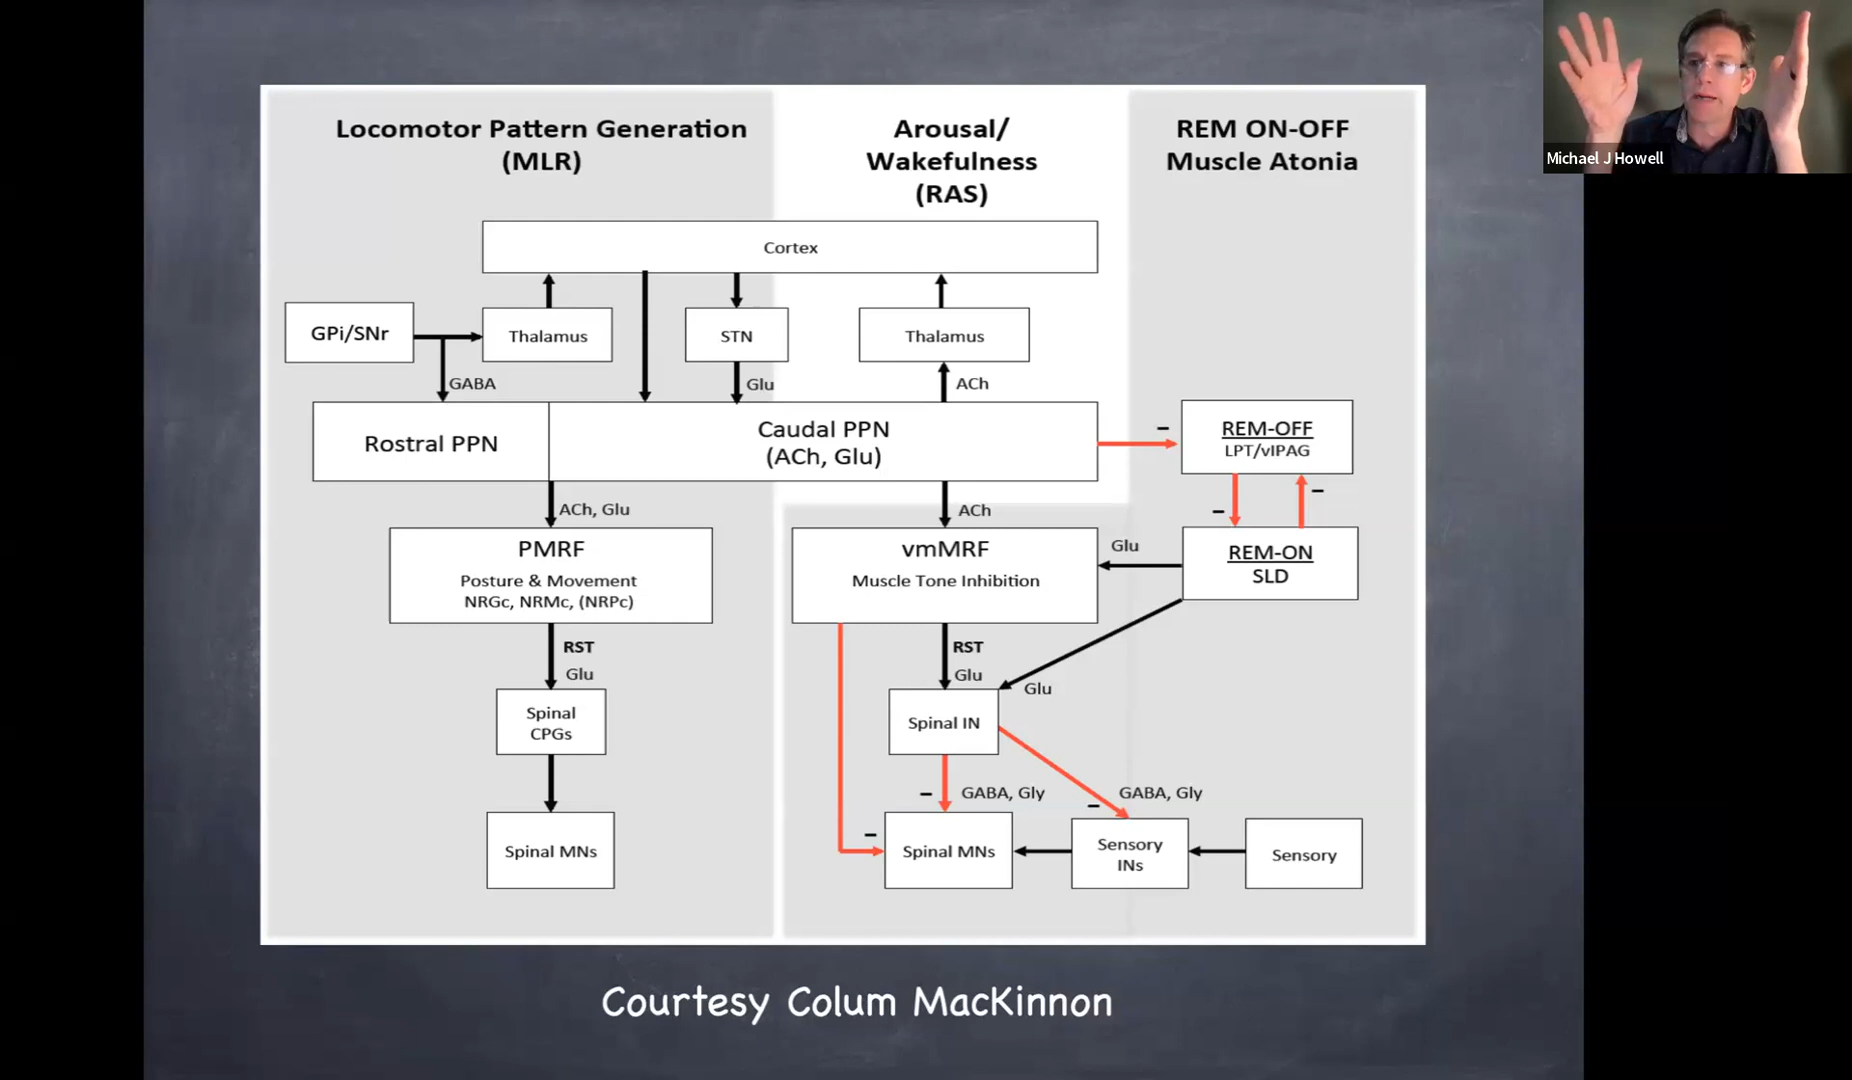 Locomotor Pattern Generation
(MLR)
Arousal/
Wakefulness
(RAS)
REM ON-OFF
Muscle Atonia
Michael J Howell
Cortex
GPi/SNr
Thalamus
STN
Thalamus
GABA
Glu
ACh
Rostral PPN
Caudal PPN
(ACh, Glu)
–
REM-OFF
LPT/vlPAG
–
–
ACh, Glu
ACh
PMRF
Posture & Movement
NRGc, NRMc, (NRPc)
vmMRF
Muscle Tone Inhibition
Glu
REM-ON
SLD
RST
Glu
RST
Glu
Glu
Spinal
CPGs
Spinal IN
–
GABA, Gly
–
GABA, Gly
–
Spinal MNs
Spinal MNs
Sensory
INs
Sensory
Courtesy Colum MacKinnon